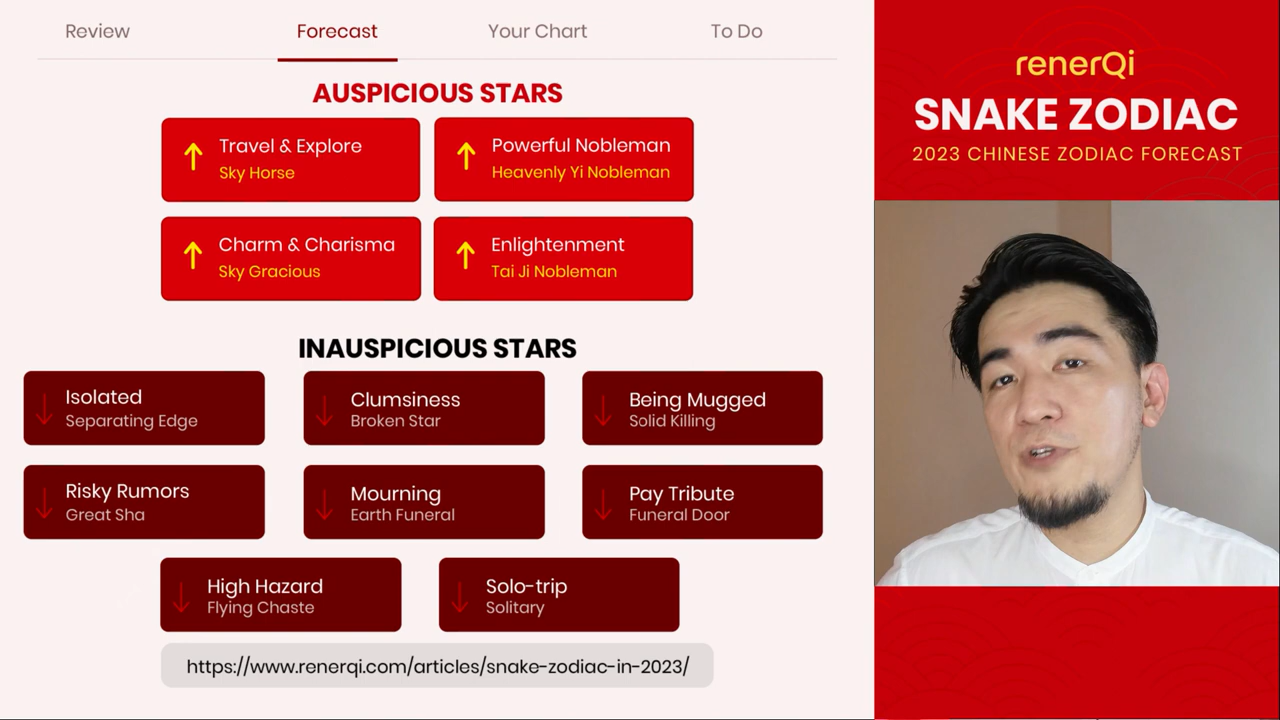 Review
Forecast
Your Chart
To Do
AUSPICIOUS STARS
Travel & Explore
Sky Horse
Powerful Nobleman
Heavenly Yi Nobleman
Charm & Charisma
Sky Gracious
Enlightenment
Tai Ji Nobleman
INAUSPICIOUS STARS
Isolated
Separating Edge
Clumsiness
Broken Star
Being Mugged
Solid Killing
Risky Rumors
Great Sha
Mourning
Earth Funeral
Pay Tribute
Funeral Door
High Hazard
Flying Chaste
Solo-trip
Solitary
https://www.renerqi.com/articles/snake-zodiac-in-2023/
renerQi
SNAKE ZODIAC
2023 CHINESE ZODIAC FORECAST